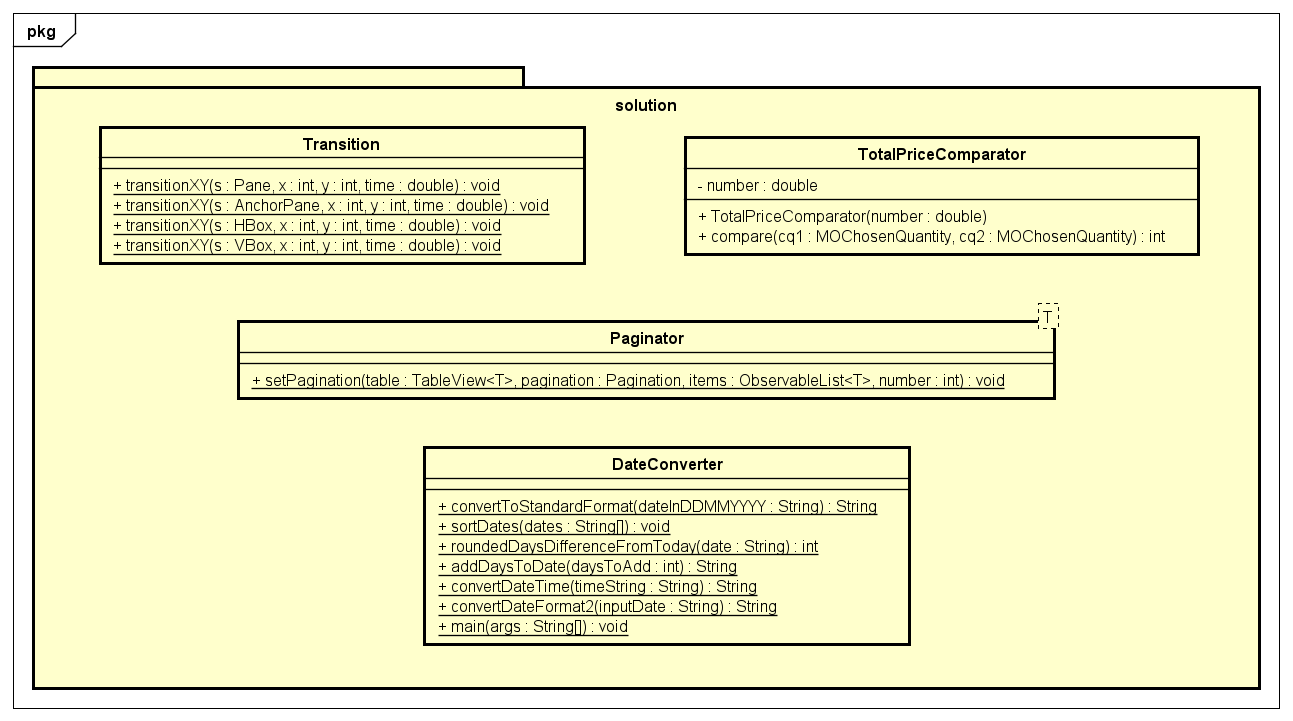 pkg
solution
Transition
+ transitionXY(s : Pane, x : int, y : int, time : double) : void
+ transitionXY(s : AnchorPane, x : int, y : int, time : double) : void
+ transitionXY(s : HBox, x : int, y : int, time : double) : void
+ transitionXY(s : VBox, x : int, y : int, time : double) : void
TotalPriceComparator
- number : double
+ TotalPriceComparator(number : double)
+ compare(cq1 : MOChosenQuantity, cq2 : MOChosenQuantity) : int
T
Paginator
+ setPagination(table : TableView<T>, pagination : Pagination, items : ObservableList<T>, number : int) : void
DateConverter
+ convertToStandardFormat(dateInDDMMYYYY : String) : String
+ sortDates(dates : String[]) : void
+ roundedDaysDifferenceFromToday(date : String) : int
+ addDaysToDate(daysToAdd : int) : String
+ convertDateTime(timeString : String) : String
+ convertDateFormat2(inputDate : String) : String
+ main(args : String[]) : void